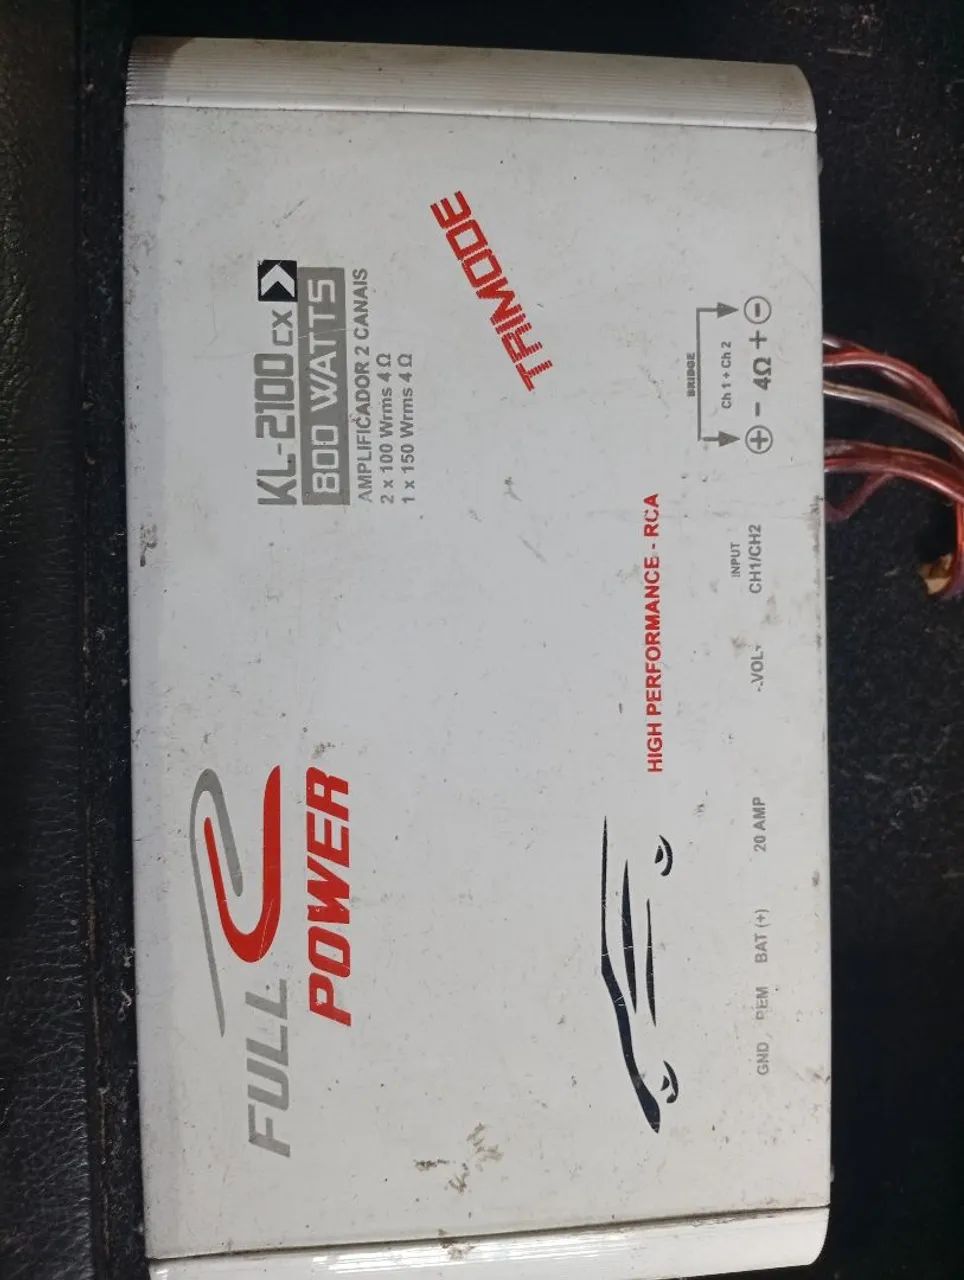 FULL
POWER
KL-2100 CX
800 WATTS
AMPLIFICADOR 2 CANAIS
2 x 100 Wrms 4 Ω
1 x 150 Wrms 4 Ω
TRIMODE
HIGH PERFORMANCE - RCA
GND REM BAT (+) 20 AMP -VOL+
INPUT
CH1/CH2
BRIDGE
Ch 1 + Ch 2
+ - 4Ω + -